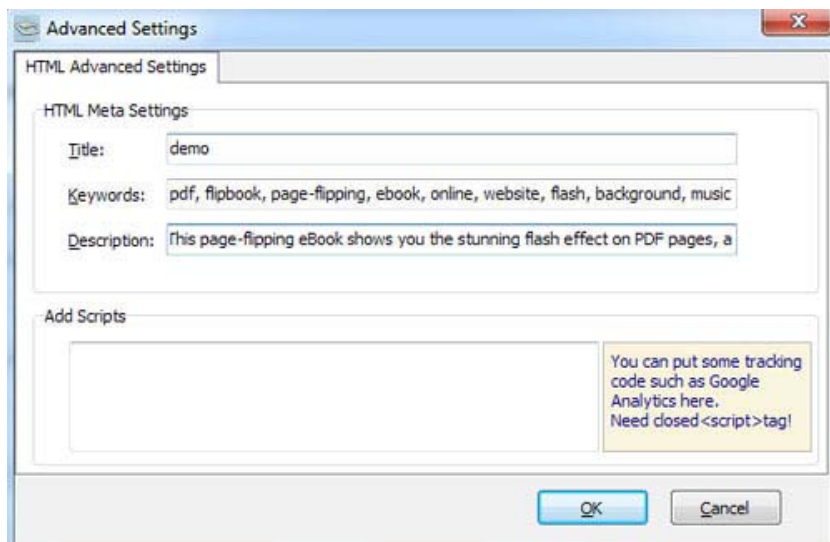 Advanced Settings
HTML Advanced Settings
HTML Meta Settings
Title: demo
Keywords: pdf, flipbook, page-flipping, ebook, online, website, flash, background, music
Description: This page-flipping eBook shows you the stunning flash effect on PDF pages, a
Add Scripts
You can put some tracking
code such as Google
Analytics here.
Need closed<script>tag!
OK Cancel